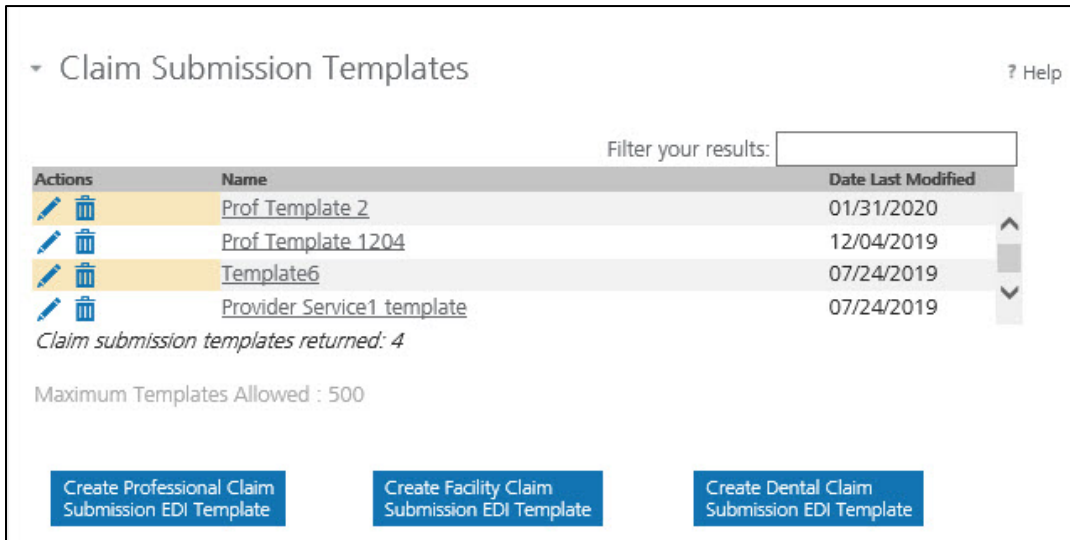 Claim Submission Templates
? Help
Filter your results:
Actions Name Date Last Modified
Prof Template 2 01/31/2020
Prof Template 1204 12/04/2019
Template6 07/24/2019
Provider Service1 template 07/24/2019
Claim submission templates returned: 4
Maximum Templates Allowed : 500
Create Professional Claim
Submission EDI Template
Create Facility Claim
Submission EDI Template
Create Dental Claim
Submission EDI Template